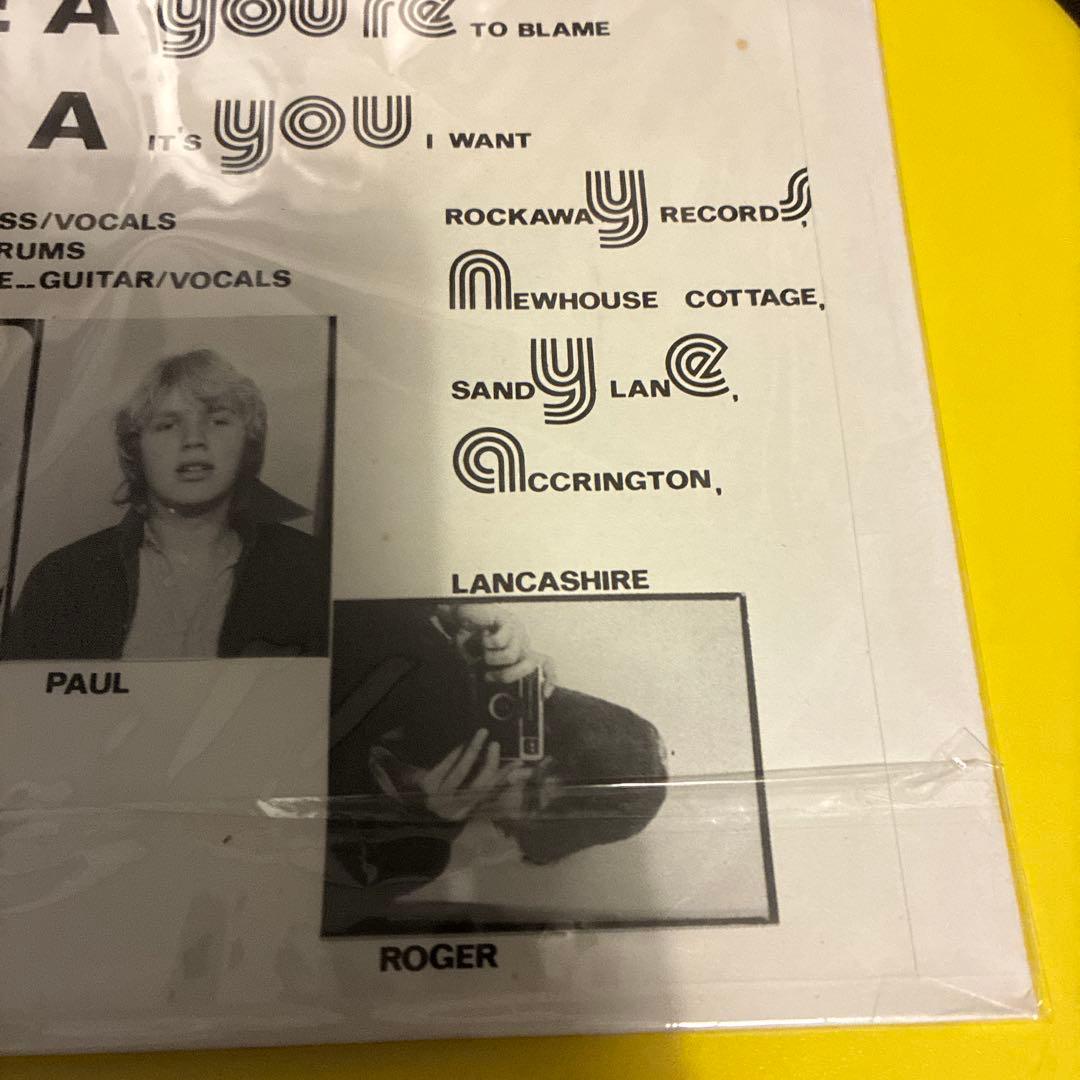 A you're TO BLAME
A IT'S you I WANT
SS/VOCALS
RUMS
E--GUITAR/VOCALS
ROCKAWAY RECORDS,
NEWHOUSE COTTAGE,
SANDY LANE,
ACCRINGTON,
LANCASHIRE
PAUL
ROGER